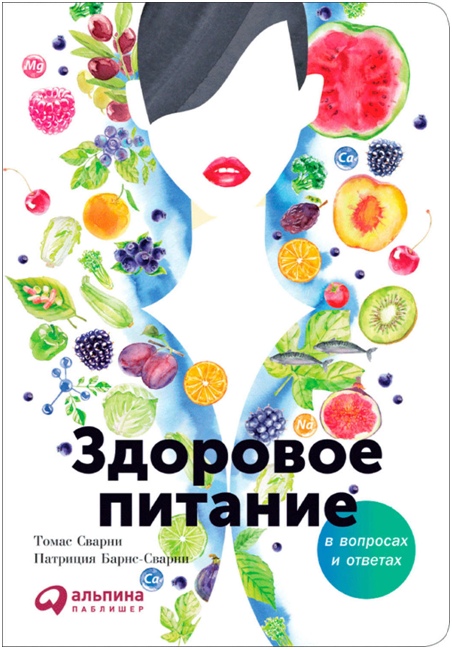 Mg
Ca
Na
Здоровое
питание
Томас Сварни
Патриция Барнс-Сварни
в вопросах
и ответах
Ca
альпина
ПАБЛИШЕР